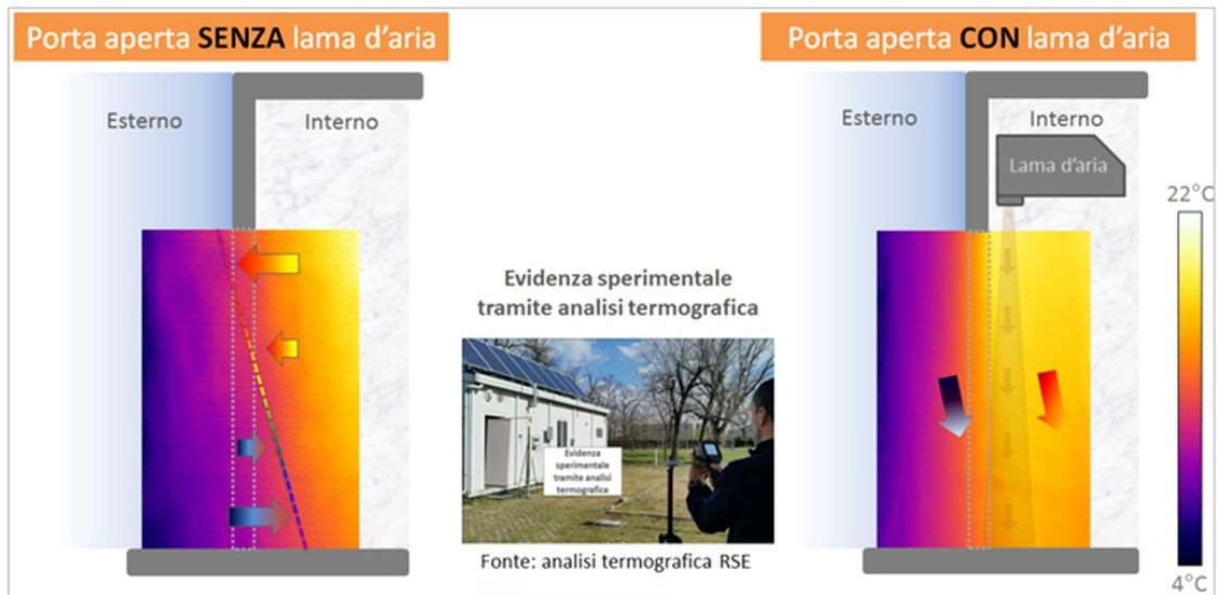 Porta aperta SENZA lama d'aria
Esterno
Interno
Evidenza sperimentale
tramite analisi termografica
Evidenza
sperimentale
tramite analisi
termografica
Fonte: analisi termografica RSE
Porta aperta CON lama d'aria
Esterno
Interno
Lama d'aria
22°C
4°C